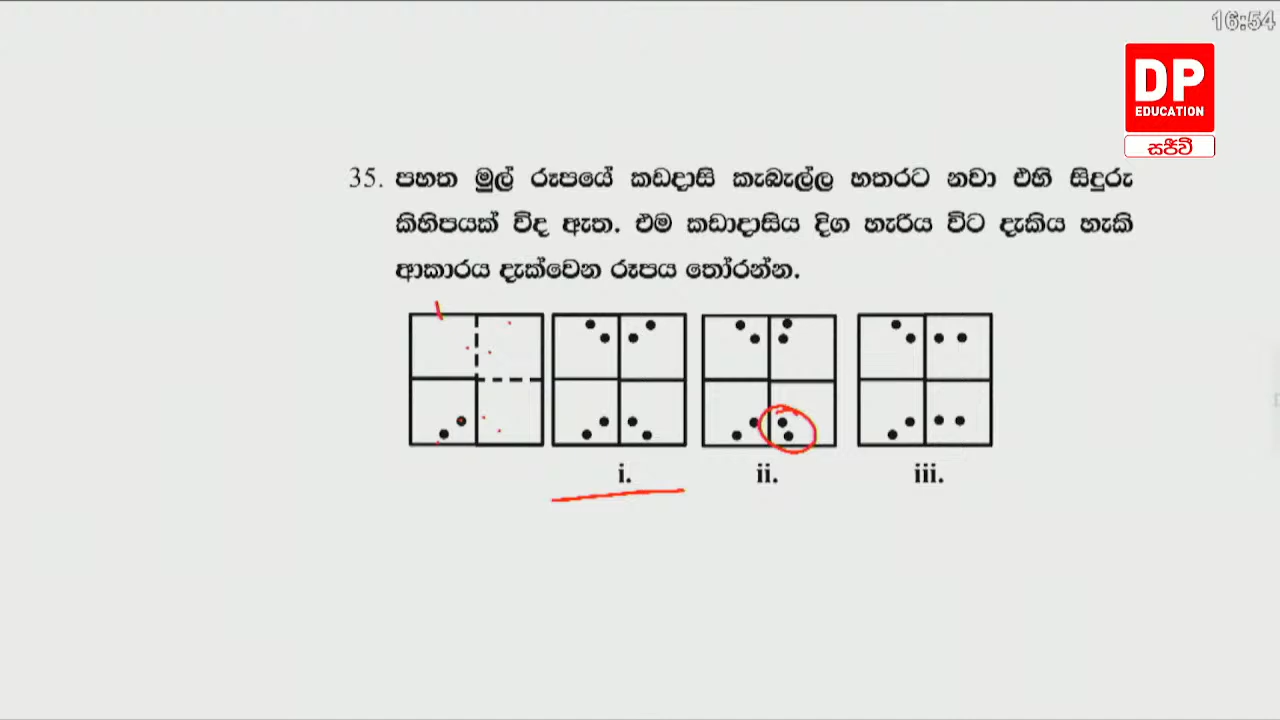 16:54
DP
EDUCATION
සජීවී
35. පහත මුල් රූපයේ කඩදාසි කැබැල්ල හතරට නවා එහි සිදුරු
කිහිපයක් විද ඇත. එම කඩාදාසිය දිග හැරිය විට දැකිය හැකි
ආකාරය දැක්වෙන රූපය තෝරන්න.
i. ii. iii.